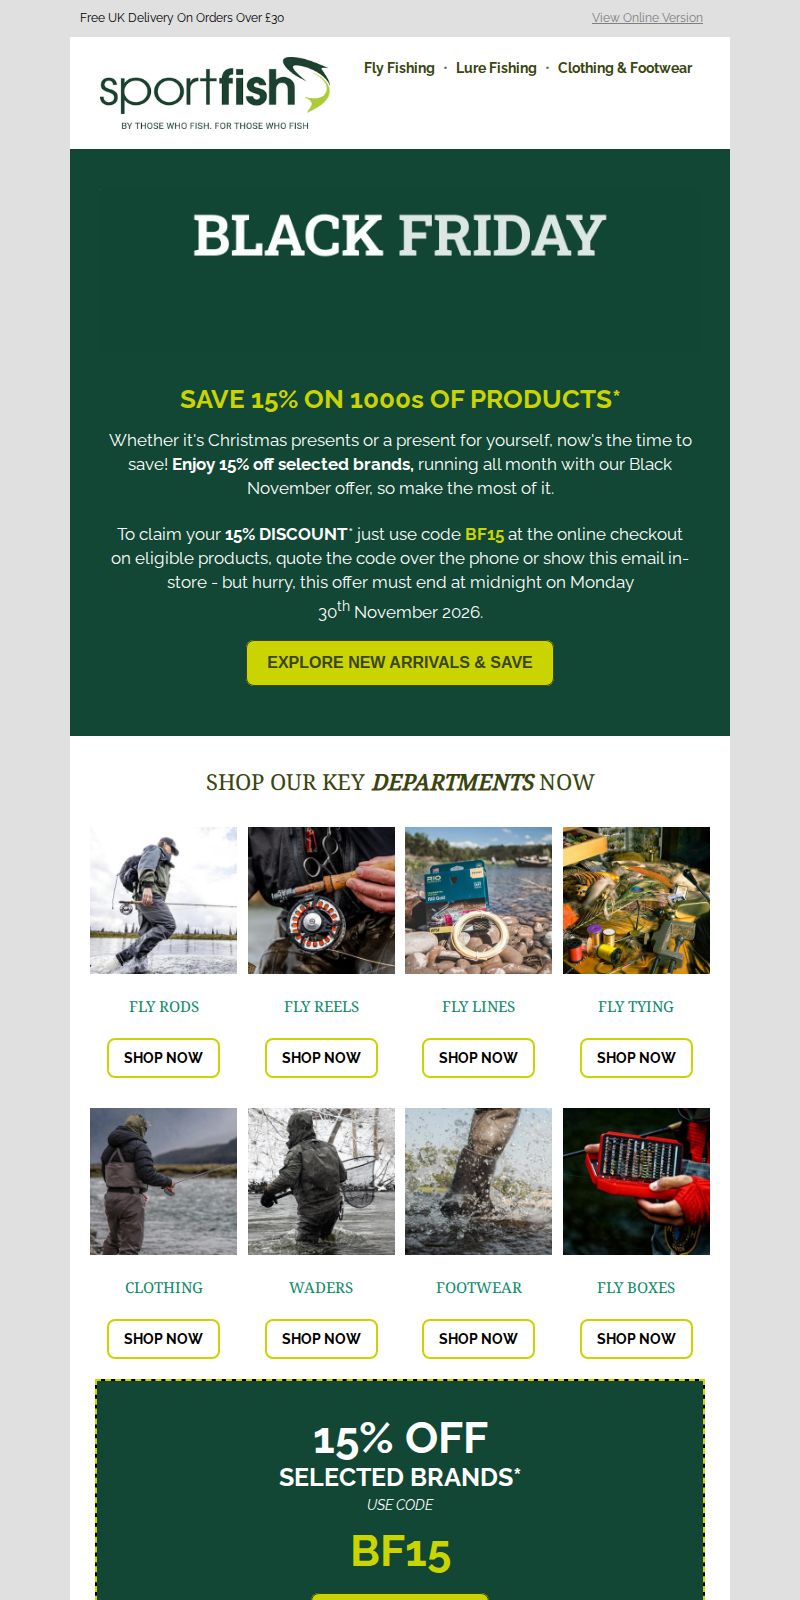 Free UK Delivery On Orders Over £30
View Online Version
sportfish
BY THOSE WHO FISH. FOR THOSE WHO FISH
Fly Fishing · Lure Fishing · Clothing & Footwear
BLACK FRIDAY
SAVE 15% ON 1000s OF PRODUCTS*
Whether it's Christmas presents or a present for yourself, now's the time to
save! Enjoy 15% off selected brands, running all month with our Black
November offer, so make the most of it.
To claim your 15% DISCOUNT* just use code BF15 at the online checkout
on eligible products, quote the code over the phone or show this email in-
store - but hurry, this offer must end at midnight on Monday
30th November 2026.
EXPLORE NEW ARRIVALS & SAVE
SHOP OUR KEY DEPARTMENTS NOW
FLY RODS
FLY REELS
FLY LINES
FLY TYING
SHOP NOW
SHOP NOW
SHOP NOW
SHOP NOW
CLOTHING
WADERS
FOOTWEAR
FLY BOXES
SHOP NOW
SHOP NOW
SHOP NOW
SHOP NOW
15% OFF
SELECTED BRANDS*
USE CODE
BF15